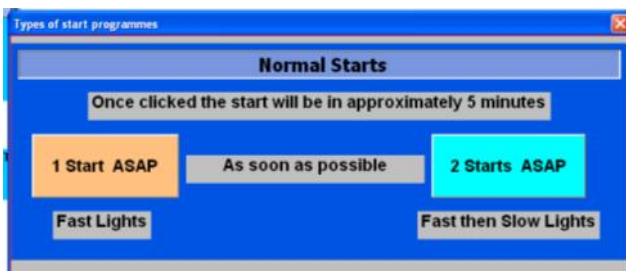 Types of start programmes
Normal Starts
Once clicked the start will be in approximately 5 minutes
1 Start ASAP
As soon as possible
2 Starts ASAP
Fast Lights
Fast then Slow Lights